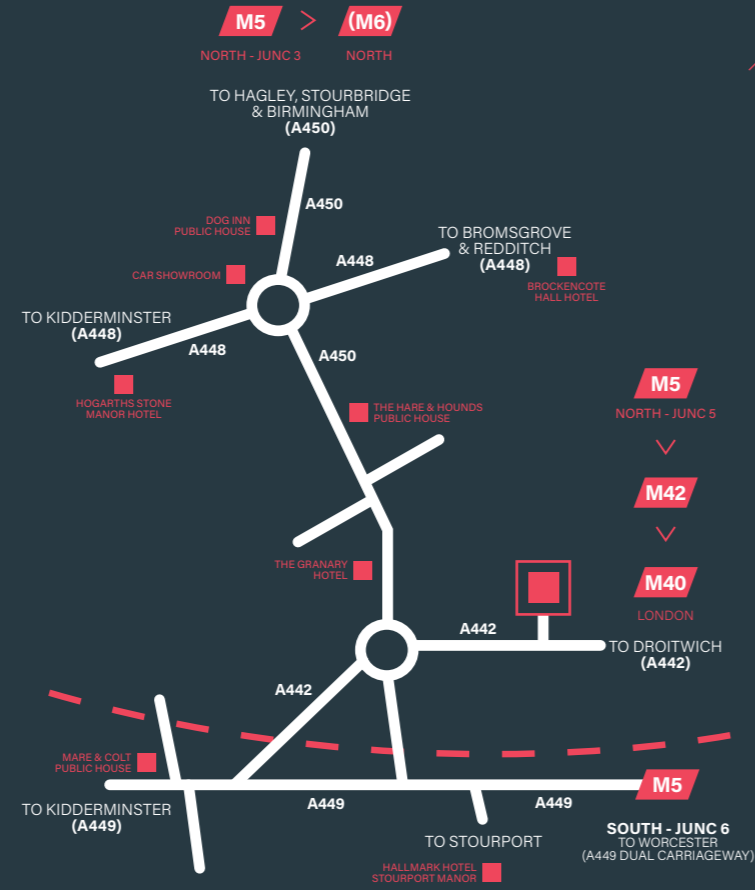 M5
(M6)
NORTH - JUNC 3
NORTH
TO HAGLEY, STOURBRIDGE
& BIRMINGHAM
(A450)
A450
DOG INN
PUBLIC HOUSE
TO BROMSGROVE
& REDDITCH
(A448)
A448
CAR SHOWROOM
BROCKENCOTE
HALL HOTEL
TO KIDDERMINSTER
(A448)
A448
A450
HOGARTHS STONE
MANOR HOTEL
THE HARE & HOUNDS
PUBLIC HOUSE
M5
NORTH - JUNC 5
M42
M40
LONDON
THE GRANARY
HOTEL
A442
TO DROITWICH
(A442)
A442
MARE & COLT
PUBLIC HOUSE
TO KIDDERMINSTER
(A449)
A449
A449
M5
SOUTH - JUNC 6
TO WORCESTER
(A449 DUAL CARRIAGEWAY)
TO STOURPORT
HALLMARK HOTEL
STOURPORT MANOR